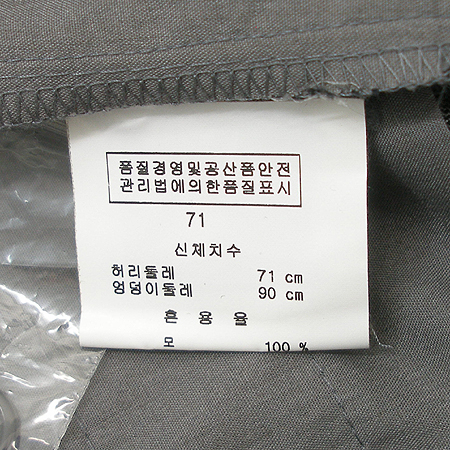 품질경영및공산품안전
관리법에의한품질표시
71
신체치수
허리둘레 71 cm
엉덩이둘레 90 cm
혼용율
모 100 %